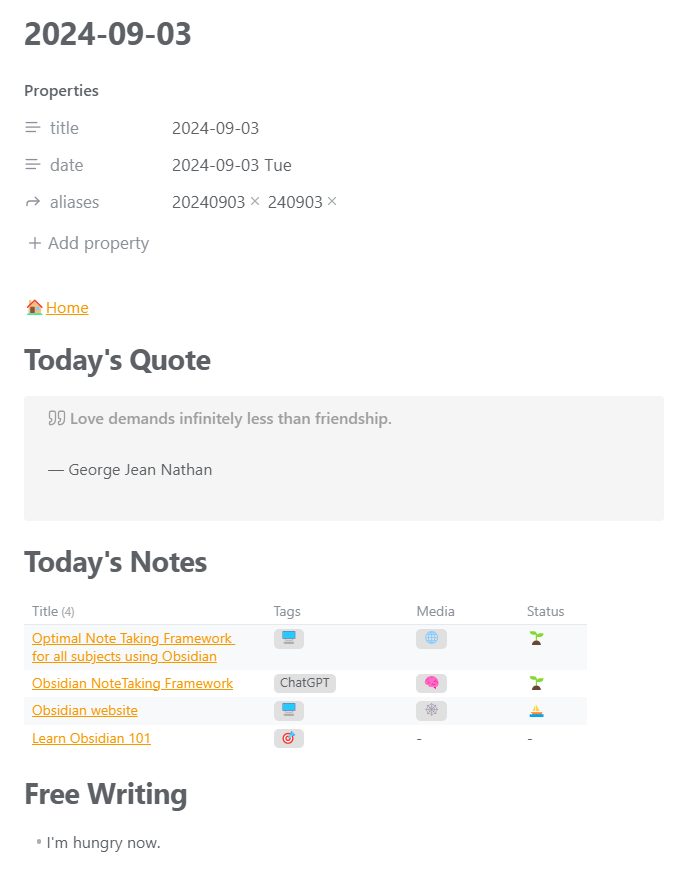 2024-09-03
Properties
title 2024-09-03
date 2024-09-03 Tue
aliases 20240903 × 240903 ×
+ Add property
🏠Home
Today's Quote
Love demands infinitely less than friendship.
— George Jean Nathan
Today's Notes
Title (4) Tags Media Status
Optimal Note Taking Framework
for all subjects using Obsidian 🖥️ 🌐 🌱
Obsidian NoteTaking Framework ChatGPT 🧠 🌱
Obsidian website 🖥️ 🕸️ ⛵
Learn Obsidian 101 🎯 - -
Free Writing
• I'm hungry now.